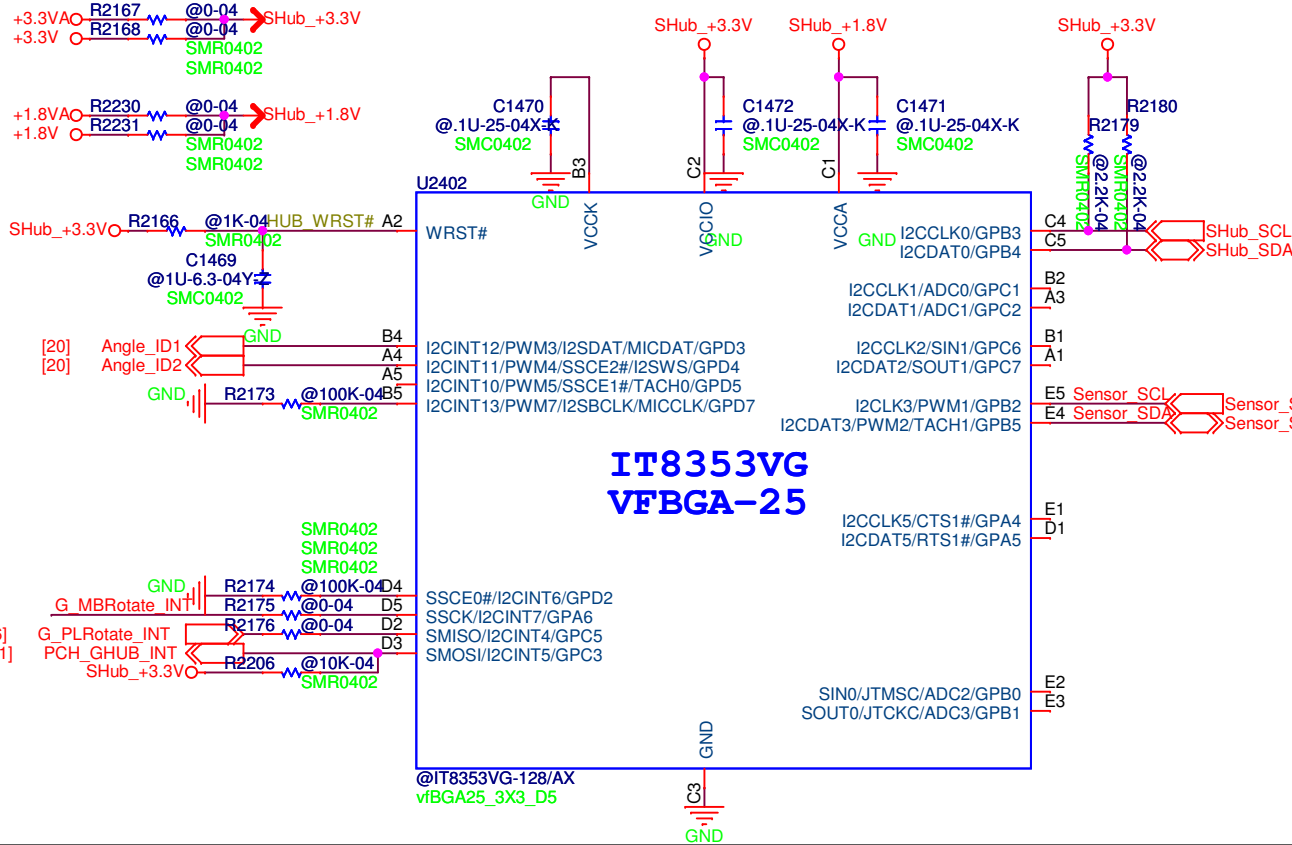 +3.3VA R2167 @0-04 SHub_+3.3V
+3.3V R2168 @0-04
SMR0402
SMR0402
+1.8VA R2230 @0-04 SHub_+1.8V
+1.8V R2231 @0-04
SMR0402
SMR0402
SHub_+3.3V SHub_+1.8V SHub_+3.3V
C1470
@.1U-25-04X-K
SMC0402
C1472
@.1U-25-04X-K
SMC0402
C1471
@.1U-25-04X-K
SMC0402
R2180
R2179
@2.2K-04
SMR0402
@2.2K-04
SMR0402
GND
GND
GND
B3
C2
C1
U2402
VCCK
VCCIO
VCCA
SHub_+3.3V R2166 @1K-04 HUB_WRST# A2 WRST#
SMR0402
C1469
@1U-6.3-04Y-Z
SMC0402
GND
I2CCLK0/GPB3 C4 SHub_SCL
I2CDAT0/GPB4 C5 SHub_SDA
I2CCLK1/ADC0/GPC1 B2
I2CDAT1/ADC1/GPC2 A3
I2CCLK2/SIN1/GPC6 B1
I2CDAT2/SOUT1/GPC7 A1
I2CLK3/PWM1/GPB2 E5 Sensor_SCL Sensor_S
I2CDAT3/PWM2/TACH1/GPB5 E4 Sensor_SDA Sensor_S
[20] Angle_ID1 B4 I2CINT12/PWM3/I2SDAT/MICDAT/GPD3
[20] Angle_ID2 A4 I2CINT11/PWM4/SSCE2#/I2SWS/GPD4
A5 I2CINT10/PWM5/SSCE1#/TACH0/GPD5
GND R2173 @100K-04 B5 I2CINT13/PWM7/I2SBCLK/MICCLK/GPD7
SMR0402
IT8353VG
VFBGA-25
I2CCLK5/CTS1#/GPA4 E1
I2CDAT5/RTS1#/GPA5 D1
SMR0402
SMR0402
SMR0402
GND R2174 @100K-04 D4 SSCE0#/I2CINT6/GPD2
G_MBRotate_INT R2175 @0-04 D5 SSCK/I2CINT7/GPA6
G_PLRotate_INT R2176 @0-04 D2 SMISO/I2CINT4/GPC5
1] PCH_GHUB_INT D3 SMOSI/I2CINT5/GPC3
SHub_+3.3V R2206 @10K-04
SMR0402
SIN0/JTMSC/ADC2/GPB0 E2
SOUT0/JTCKC/ADC3/GPB1 E3
GND
@IT8353VG-128/AX
vfBGA25_3X3_D5
C3
GND